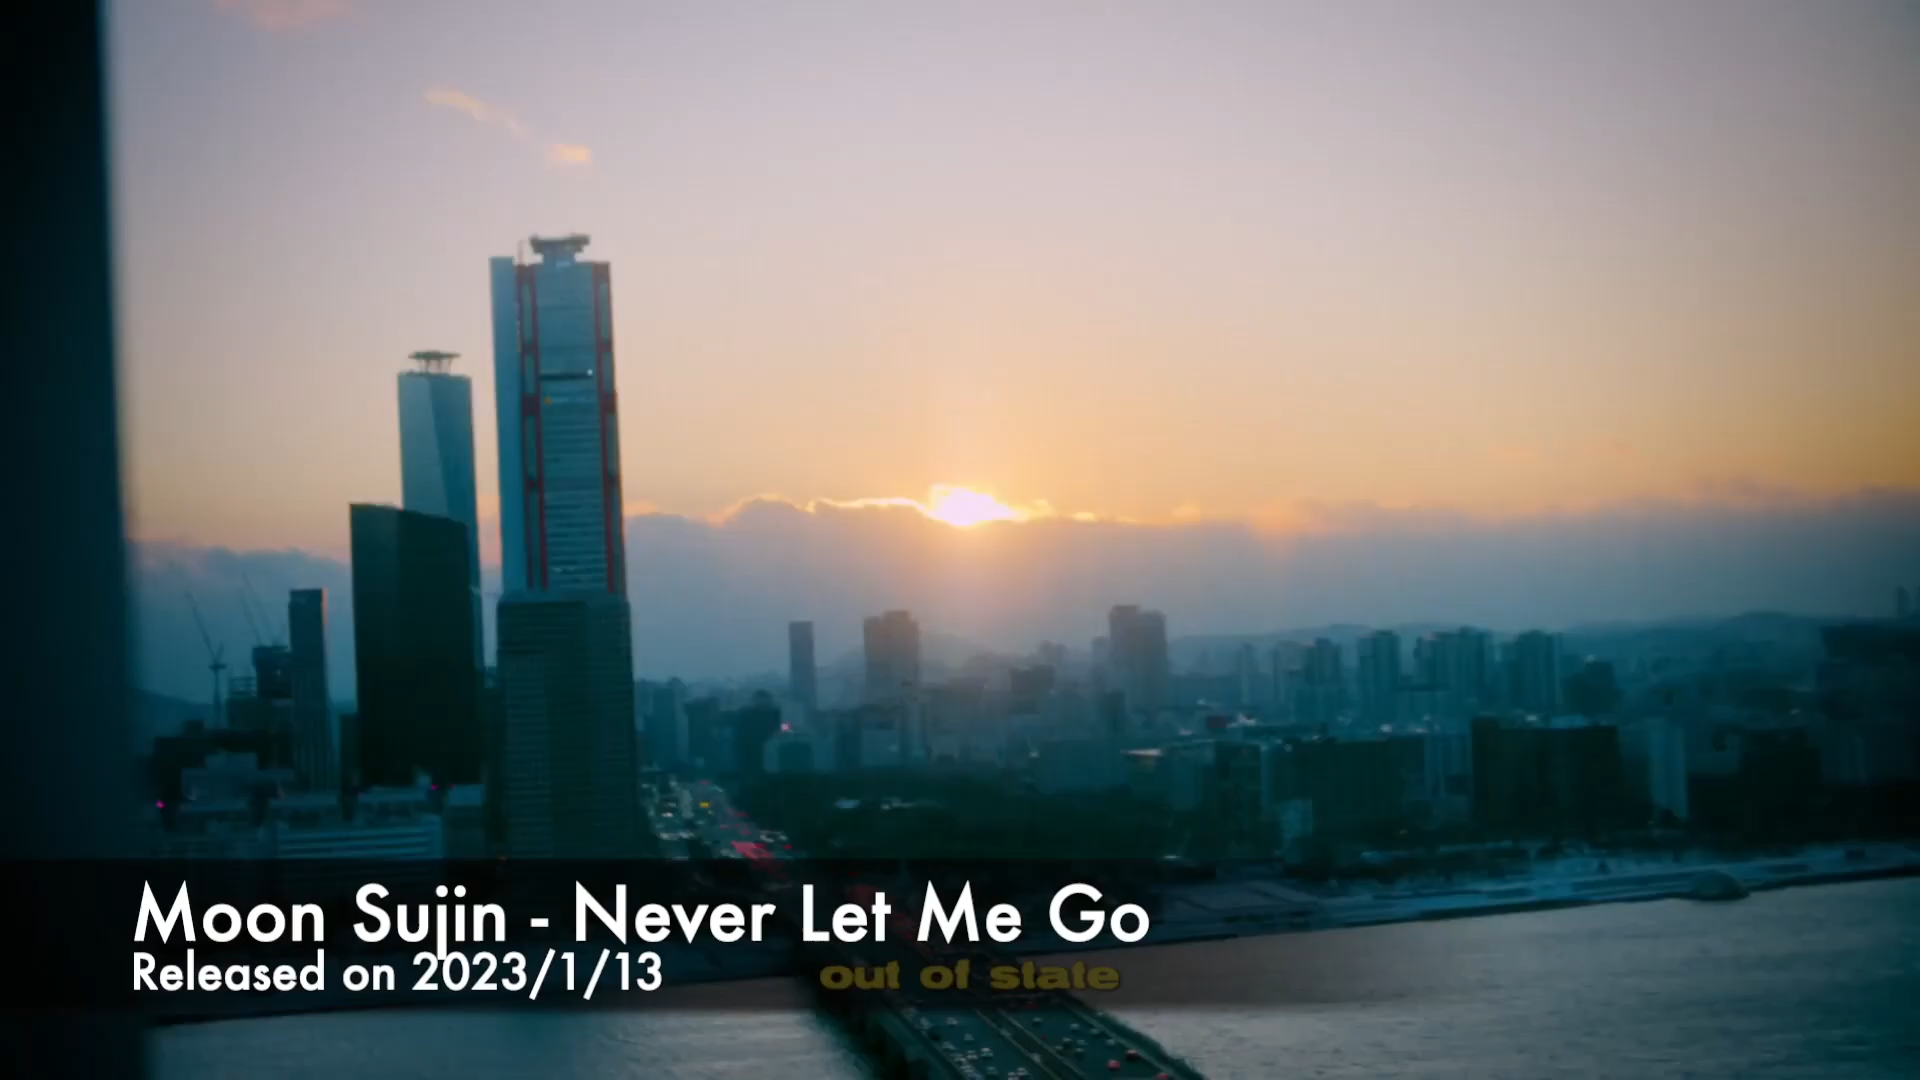 Moon Sujin - Never Let Me Go
Released on 2023/1/13
out of state